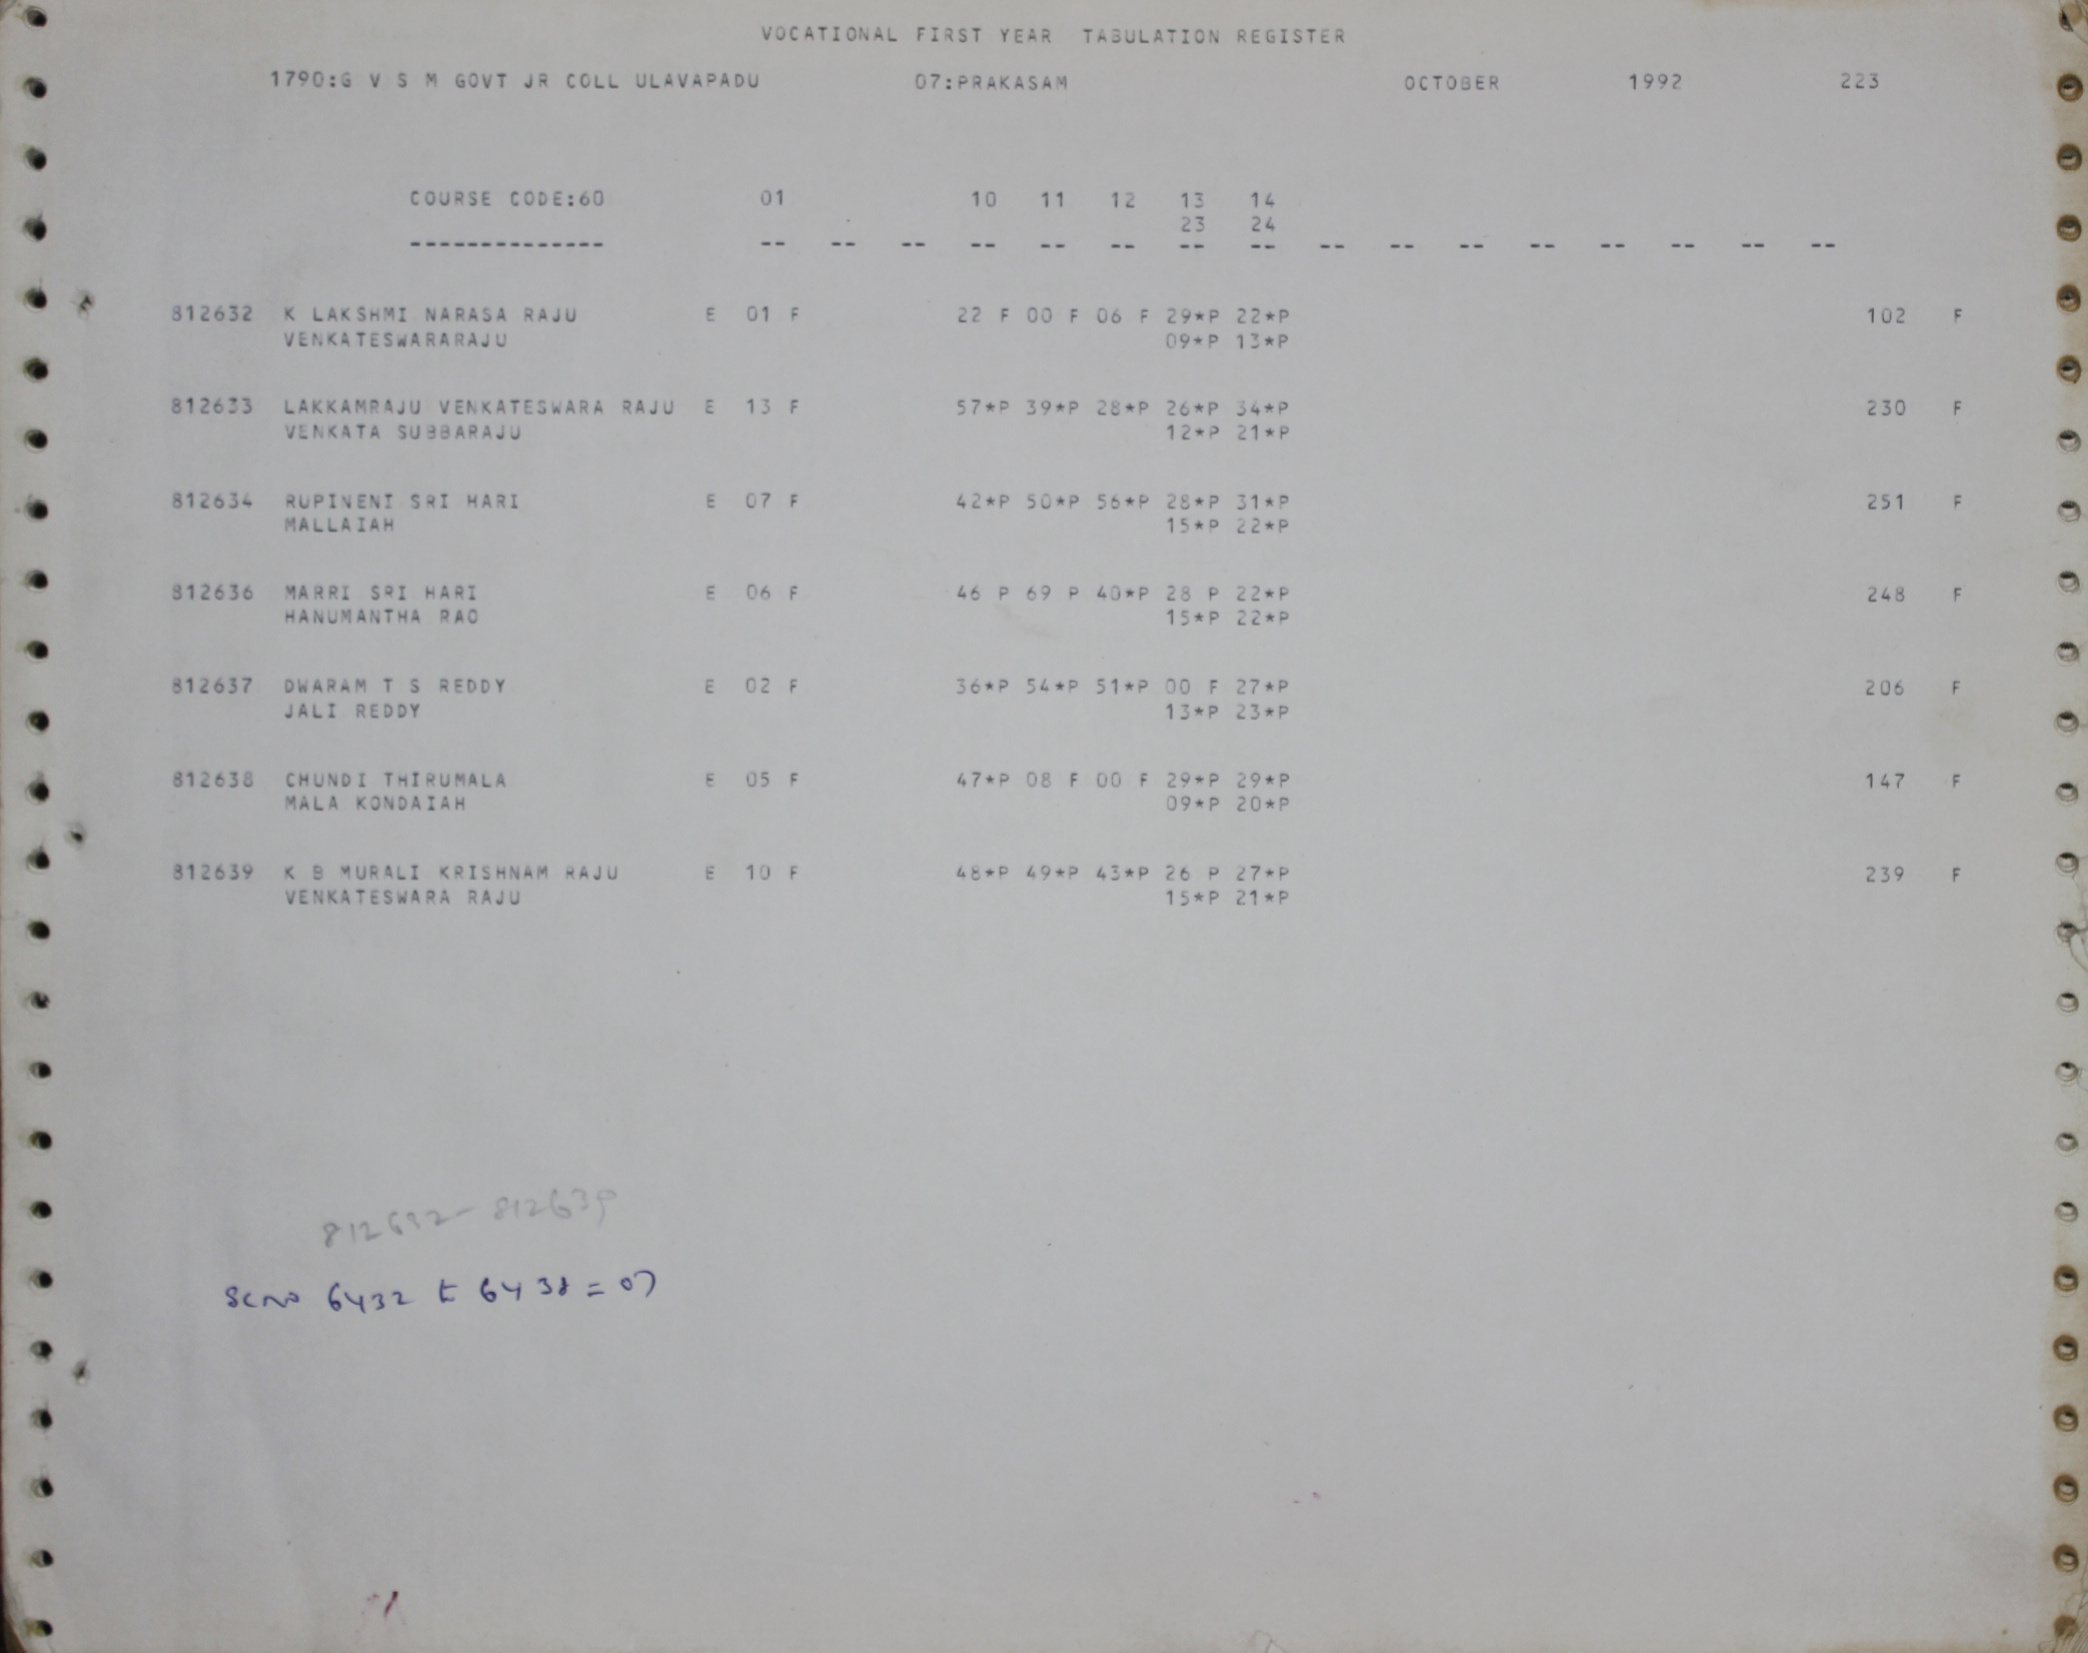 VOCATIONAL FIRST YEAR TABULATION REGISTER
1790:G V S M GOVT JR COLL ULAVAPADU 07:PRAKASAM OCTOBER 1992 223
COURSE CODE:60 01 10 11 12 13 14
23 24
-------------- -- -- -- -- -- -- -- -- -- -- -- -- -- -- -- --
812632 K LAKSHMI NARASA RAJU E 01 F 22 F 00 F 06 F 29*P 22*P 102 F
VENKATESWARARAJU 09*P 13*P
812633 LAKKAMRAJU VENKATESWARA RAJU E 13 F 57*P 39*P 28*P 26*P 34*P 230 F
VENKATA SUBBARAJU 12*P 21*P
812634 RUPINENI SRI HARI E 07 F 42*P 50*P 56*P 28*P 31*P 251 F
MALLAIAH 15*P 22*P
812636 MARRI SRI HARI E 06 F 46 P 69 P 40*P 28 P 22*P 248 F
HANUMANTHA RAO 15*P 22*P
812637 DWARAM T S REDDY E 02 F 36*P 54*P 51*P 00 F 27*P 206 F
JALI REDDY 13*P 23*P
812638 CHUNDI THIRUMALA E 05 F 47*P 08 F 00 F 29*P 29*P 147 F
MALA KONDAIAH 09*P 20*P
812639 K B MURALI KRISHNAM RAJU E 10 F 48*P 49*P 43*P 26 P 27*P 239 F
VENKATESWARA RAJU 15*P 21*P
812632 - 812639
6432 to 6438 = 07